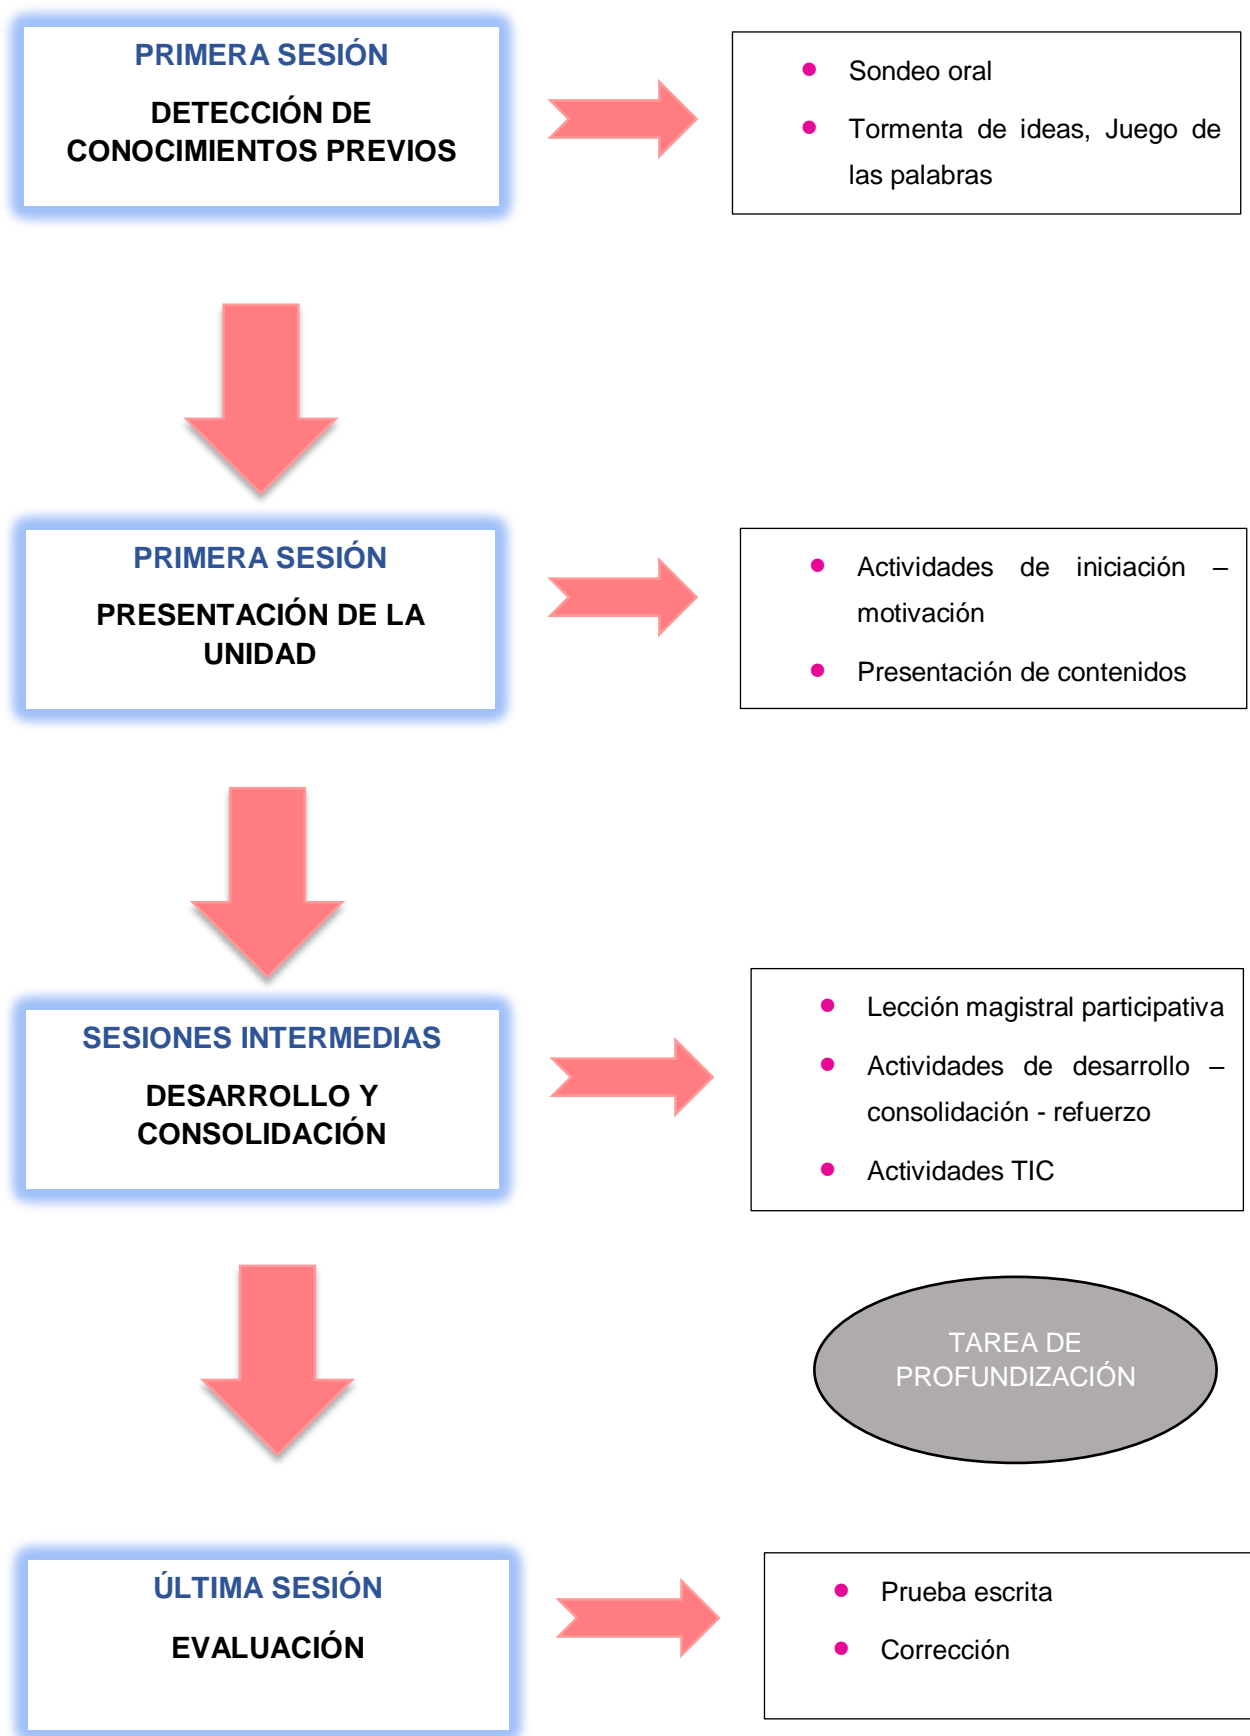 PRIMERA SESIÓN
DETECCIÓN DE
CONOCIMIENTOS PREVIOS
Sondeo oral
Tormenta de ideas, Juego de
las palabras
PRIMERA SESIÓN
PRESENTACIÓN DE LA
UNIDAD
Actividades de iniciación –
motivación
Presentación de contenidos
SESIONES INTERMEDIAS
DESARROLLO Y
CONSOLIDACIÓN
Lección magistral participativa
Actividades de desarrollo –
consolidación - refuerzo
Actividades TIC
TAREA DE
PROFUNDIZACIÓN
ÚLTIMA SESIÓN
EVALUACIÓN
Prueba escrita
Corrección